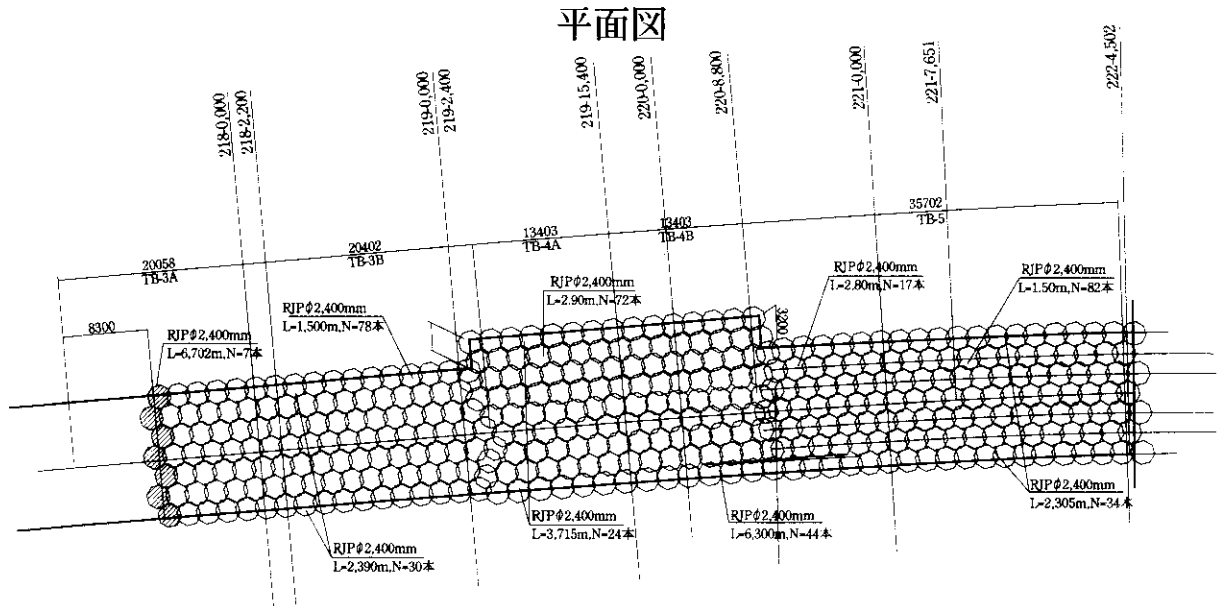 平面図
218-0,000
218-2,200
219-0,000
219-2,400
219-15,400
220-0,000
220-8,800
221-0,000
221-7,651
222-4,502
20058
TB-3A
20402
TB-3B
13403
TB-4A
13403
TB-4B
35702
TB-5
8300
3200
RJPφ2,400mm
L=6,702m,N=7本
RJPφ2,400mm
L=1,500m,N=78本
RJPφ2,400mm
L=2.90m,N=72本
RJPφ2,400mm
L=2.80m,N=17本
RJPφ2,400mm
L=1.50m,N=82本
RJPφ2,400mm
L=2,390m,N=30本
RJPφ2,400mm
L=3,715m,N=24本
RJPφ2,400mm
L=6,300m,N=44本
RJPφ2,400mm
L=2,305m,N=34本